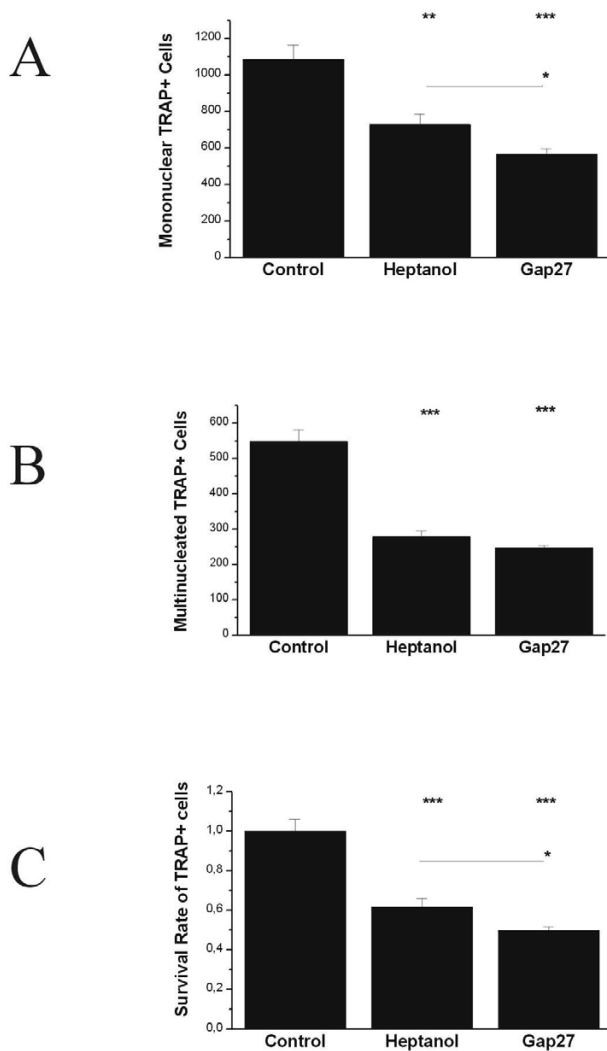 A
Mononuclear TRAP+ Cells
1200
1000
800
600
400
200
0
** ***
*
Control Heptanol Gap27
B
Multinucleated TRAP+ Cells
600
500
400
300
200
100
0
*** ***
Control Heptanol Gap27
C
Survival Rate of TRAP+ cells
1,2
1,0
0,8
0,6
0,4
0,2
0,0
*** ***
*
Control Heptanol Gap27